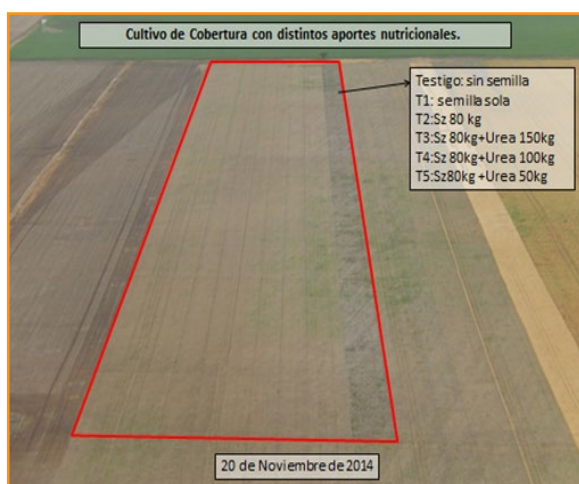 Cultivo de Cobertura con distintos aportes nutricionales.
Testigo: sin semilla
T1: semilla sola
T2:Sz 80 kg
T3:Sz 80kg+Urea 150kg
T4:Sz 80kg+Urea 100kg
T5:Sz80kg +Urea 50kg
20 de Noviembre de 2014